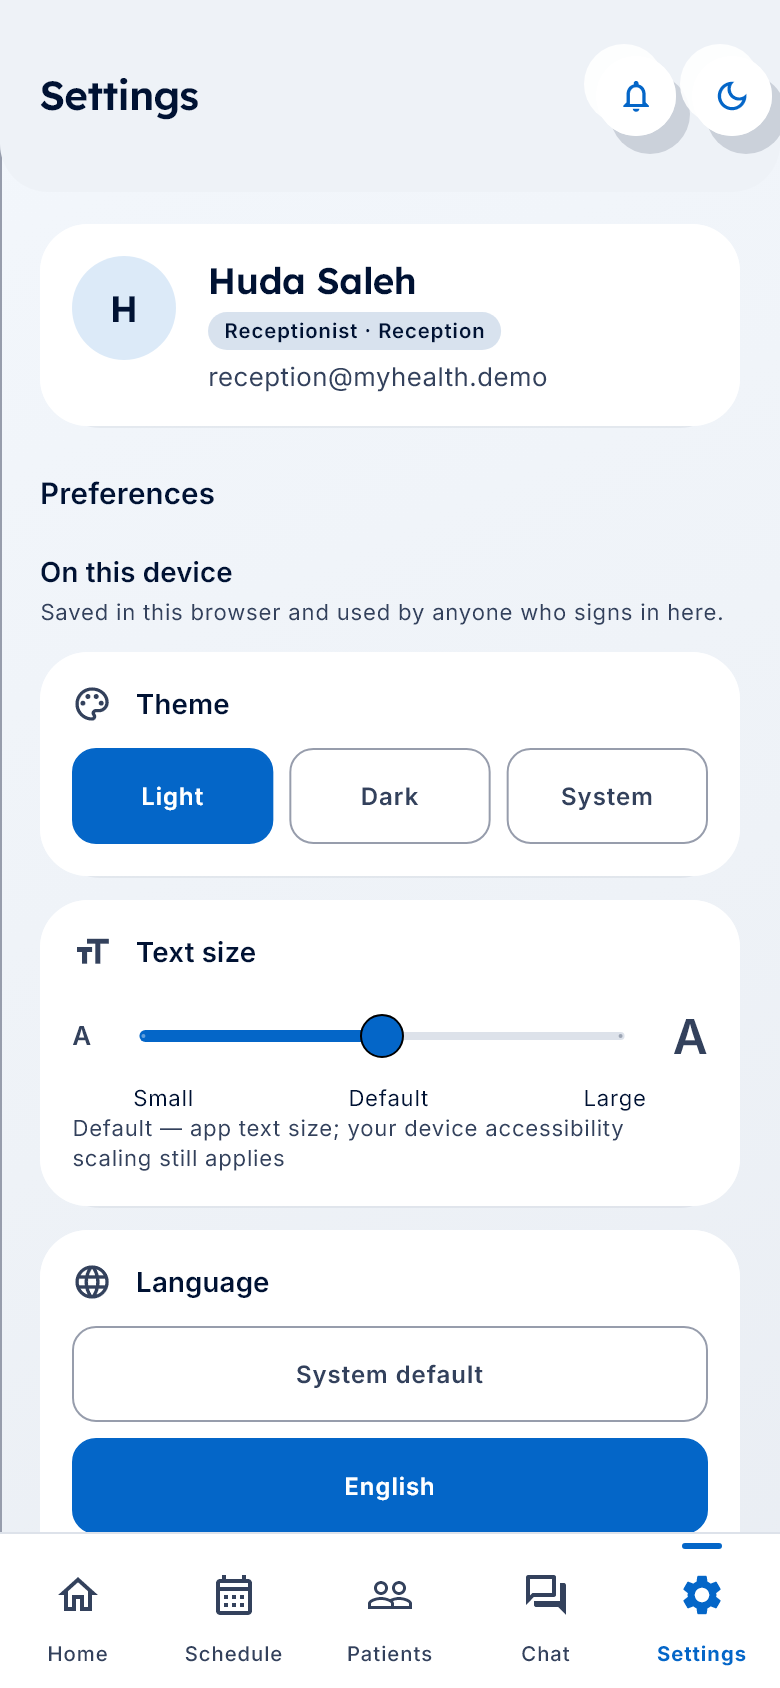 Settings
H
Huda Saleh
Receptionist · Reception
reception@myhealth.demo
Preferences
On this device
Saved in this browser and used by anyone who signs in here.
Theme
Light
Dark
System
Text size
A
A
Small
Default
Large
Default — app text size; your device accessibility
scaling still applies
Language
System default
English
Home
Schedule
Patients
Chat
Settings